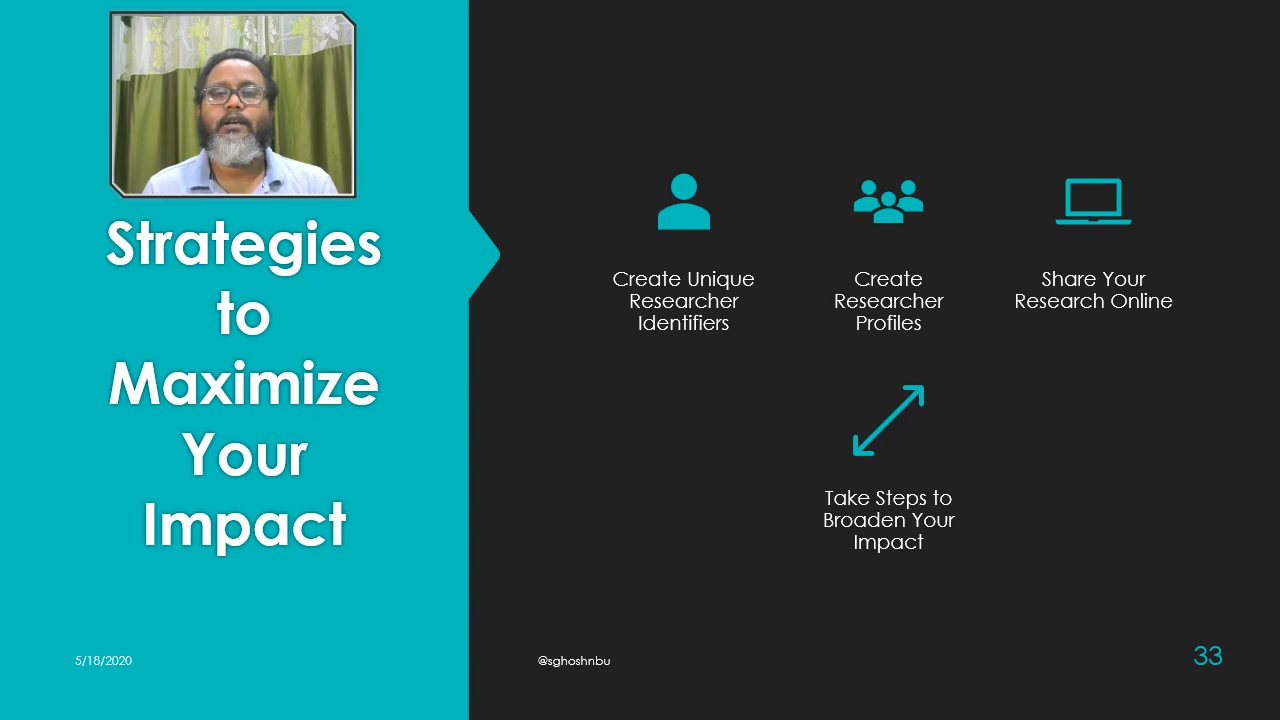 Strategies
to
Maximize
Your
Impact
Create Unique
Researcher
Identifiers
Create
Researcher
Profiles
Share Your
Research Online
Take Steps to
Broaden Your
Impact
5/18/2020
@sghoshnbu
33